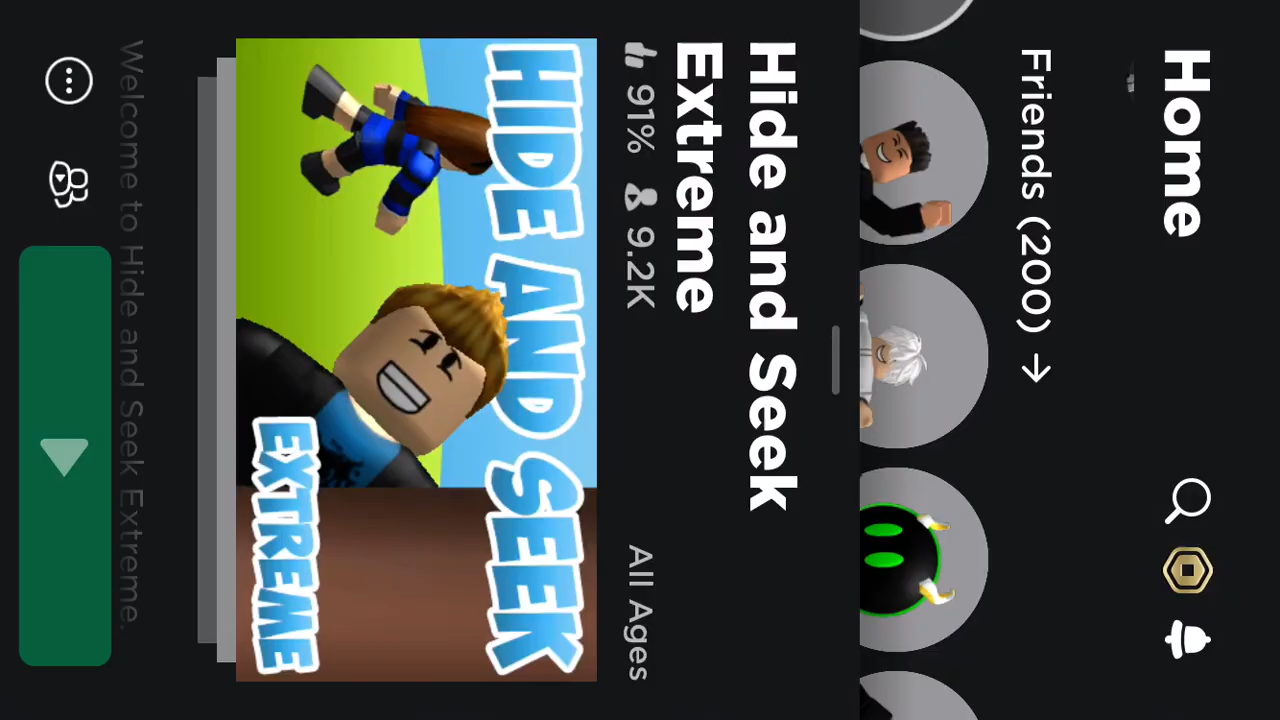 Home
Friends (200) →
Hide and Seek
Extreme
91% 9.2K All Ages
HIDE AND SEEK
EXTREME
Welcome to Hide and Seek Extreme.